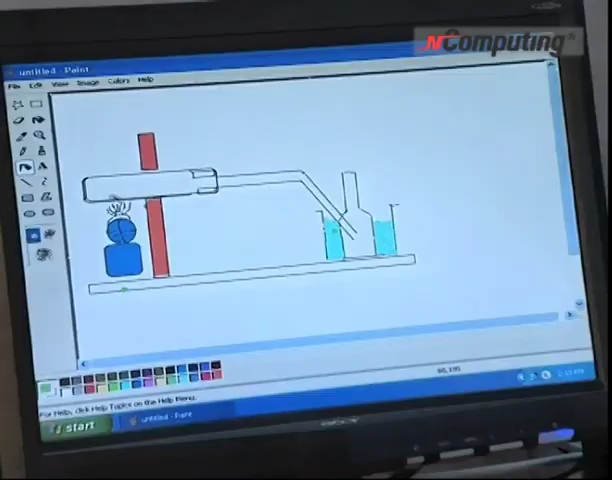 NComputing
untitled - Paint
File Edit View Image Colors Help
For Help, click Help Topics on the Help Menu.
start
untitled - Paint